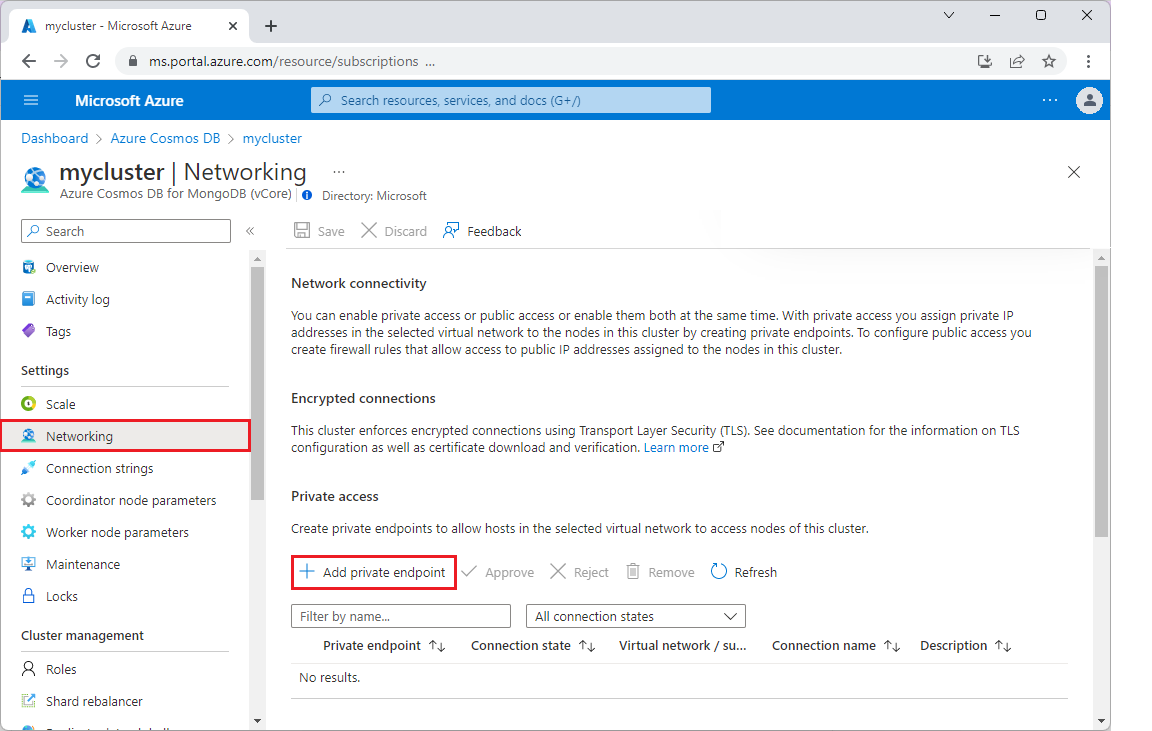 mycluster - Microsoft Azure
ms.portal.azure.com/resource/subscriptions ...
Microsoft Azure
Search resources, services, and docs (G+/)
Dashboard > Azure Cosmos DB > mycluster
mycluster | Networking ...
Azure Cosmos DB for MongoDB (vCore) Directory: Microsoft
Search
Save Discard Feedback
Overview
Activity log
Tags
Settings
Scale
Networking
Connection strings
Coordinator node parameters
Worker node parameters
Maintenance
Locks
Cluster management
Roles
Shard rebalancer
Network connectivity
You can enable private access or public access or enable them both at the same time. With private access you assign private IP
addresses in the selected virtual network to the nodes in this cluster by creating private endpoints. To configure public access you
create firewall rules that allow access to public IP addresses assigned to the nodes in this cluster.
Encrypted connections
This cluster enforces encrypted connections using Transport Layer Security (TLS). See documentation for the information on TLS
configuration as well as certificate download and verification. Learn more
Private access
Create private endpoints to allow hosts in the selected virtual network to access nodes of this cluster.
Add private endpoint Approve Reject Remove Refresh
Filter by name... All connection states
Private endpoint Connection state Virtual network / su... Connection name Description
No results.